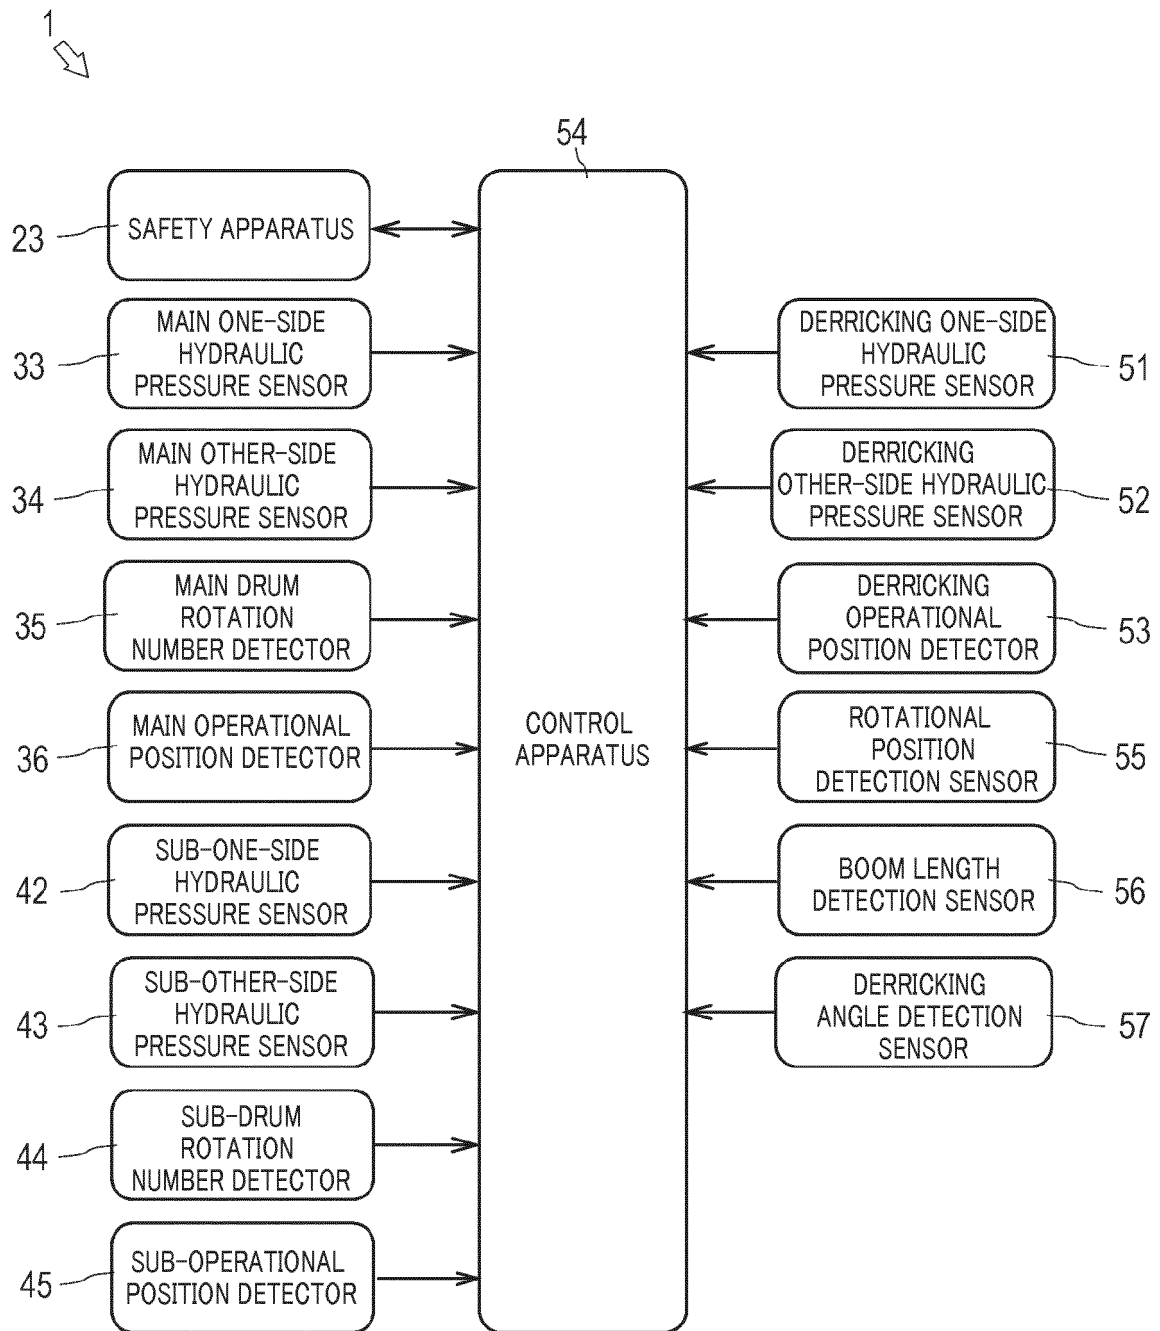 1
54
SAFETY APPARATUS
23
MAIN ONE-SIDE
HYDRAULIC
PRESSURE SENSOR
33
MAIN OTHER-SIDE
HYDRAULIC
PRESSURE SENSOR
34
MAIN DRUM
ROTATION
NUMBER DETECTOR
35
MAIN OPERATIONAL
POSITION DETECTOR
36
SUB-ONE-SIDE
HYDRAULIC
PRESSURE SENSOR
42
SUB-OTHER-SIDE
HYDRAULIC
PRESSURE SENSOR
43
SUB-DRUM
ROTATION
NUMBER DETECTOR
44
SUB-OPERATIONAL
POSITION DETECTOR
45
CONTROL
APPARATUS
DERRICKING ONE-SIDE
HYDRAULIC
PRESSURE SENSOR
51
DERRICKING
OTHER-SIDE HYDRAULIC
PRESSURE SENSOR
52
DERRICKING
OPERATIONAL
POSITION DETECTOR
53
ROTATIONAL
POSITION
DETECTION SENSOR
55
BOOM LENGTH
DETECTION SENSOR
56
DERRICKING
ANGLE DETECTION
SENSOR
57